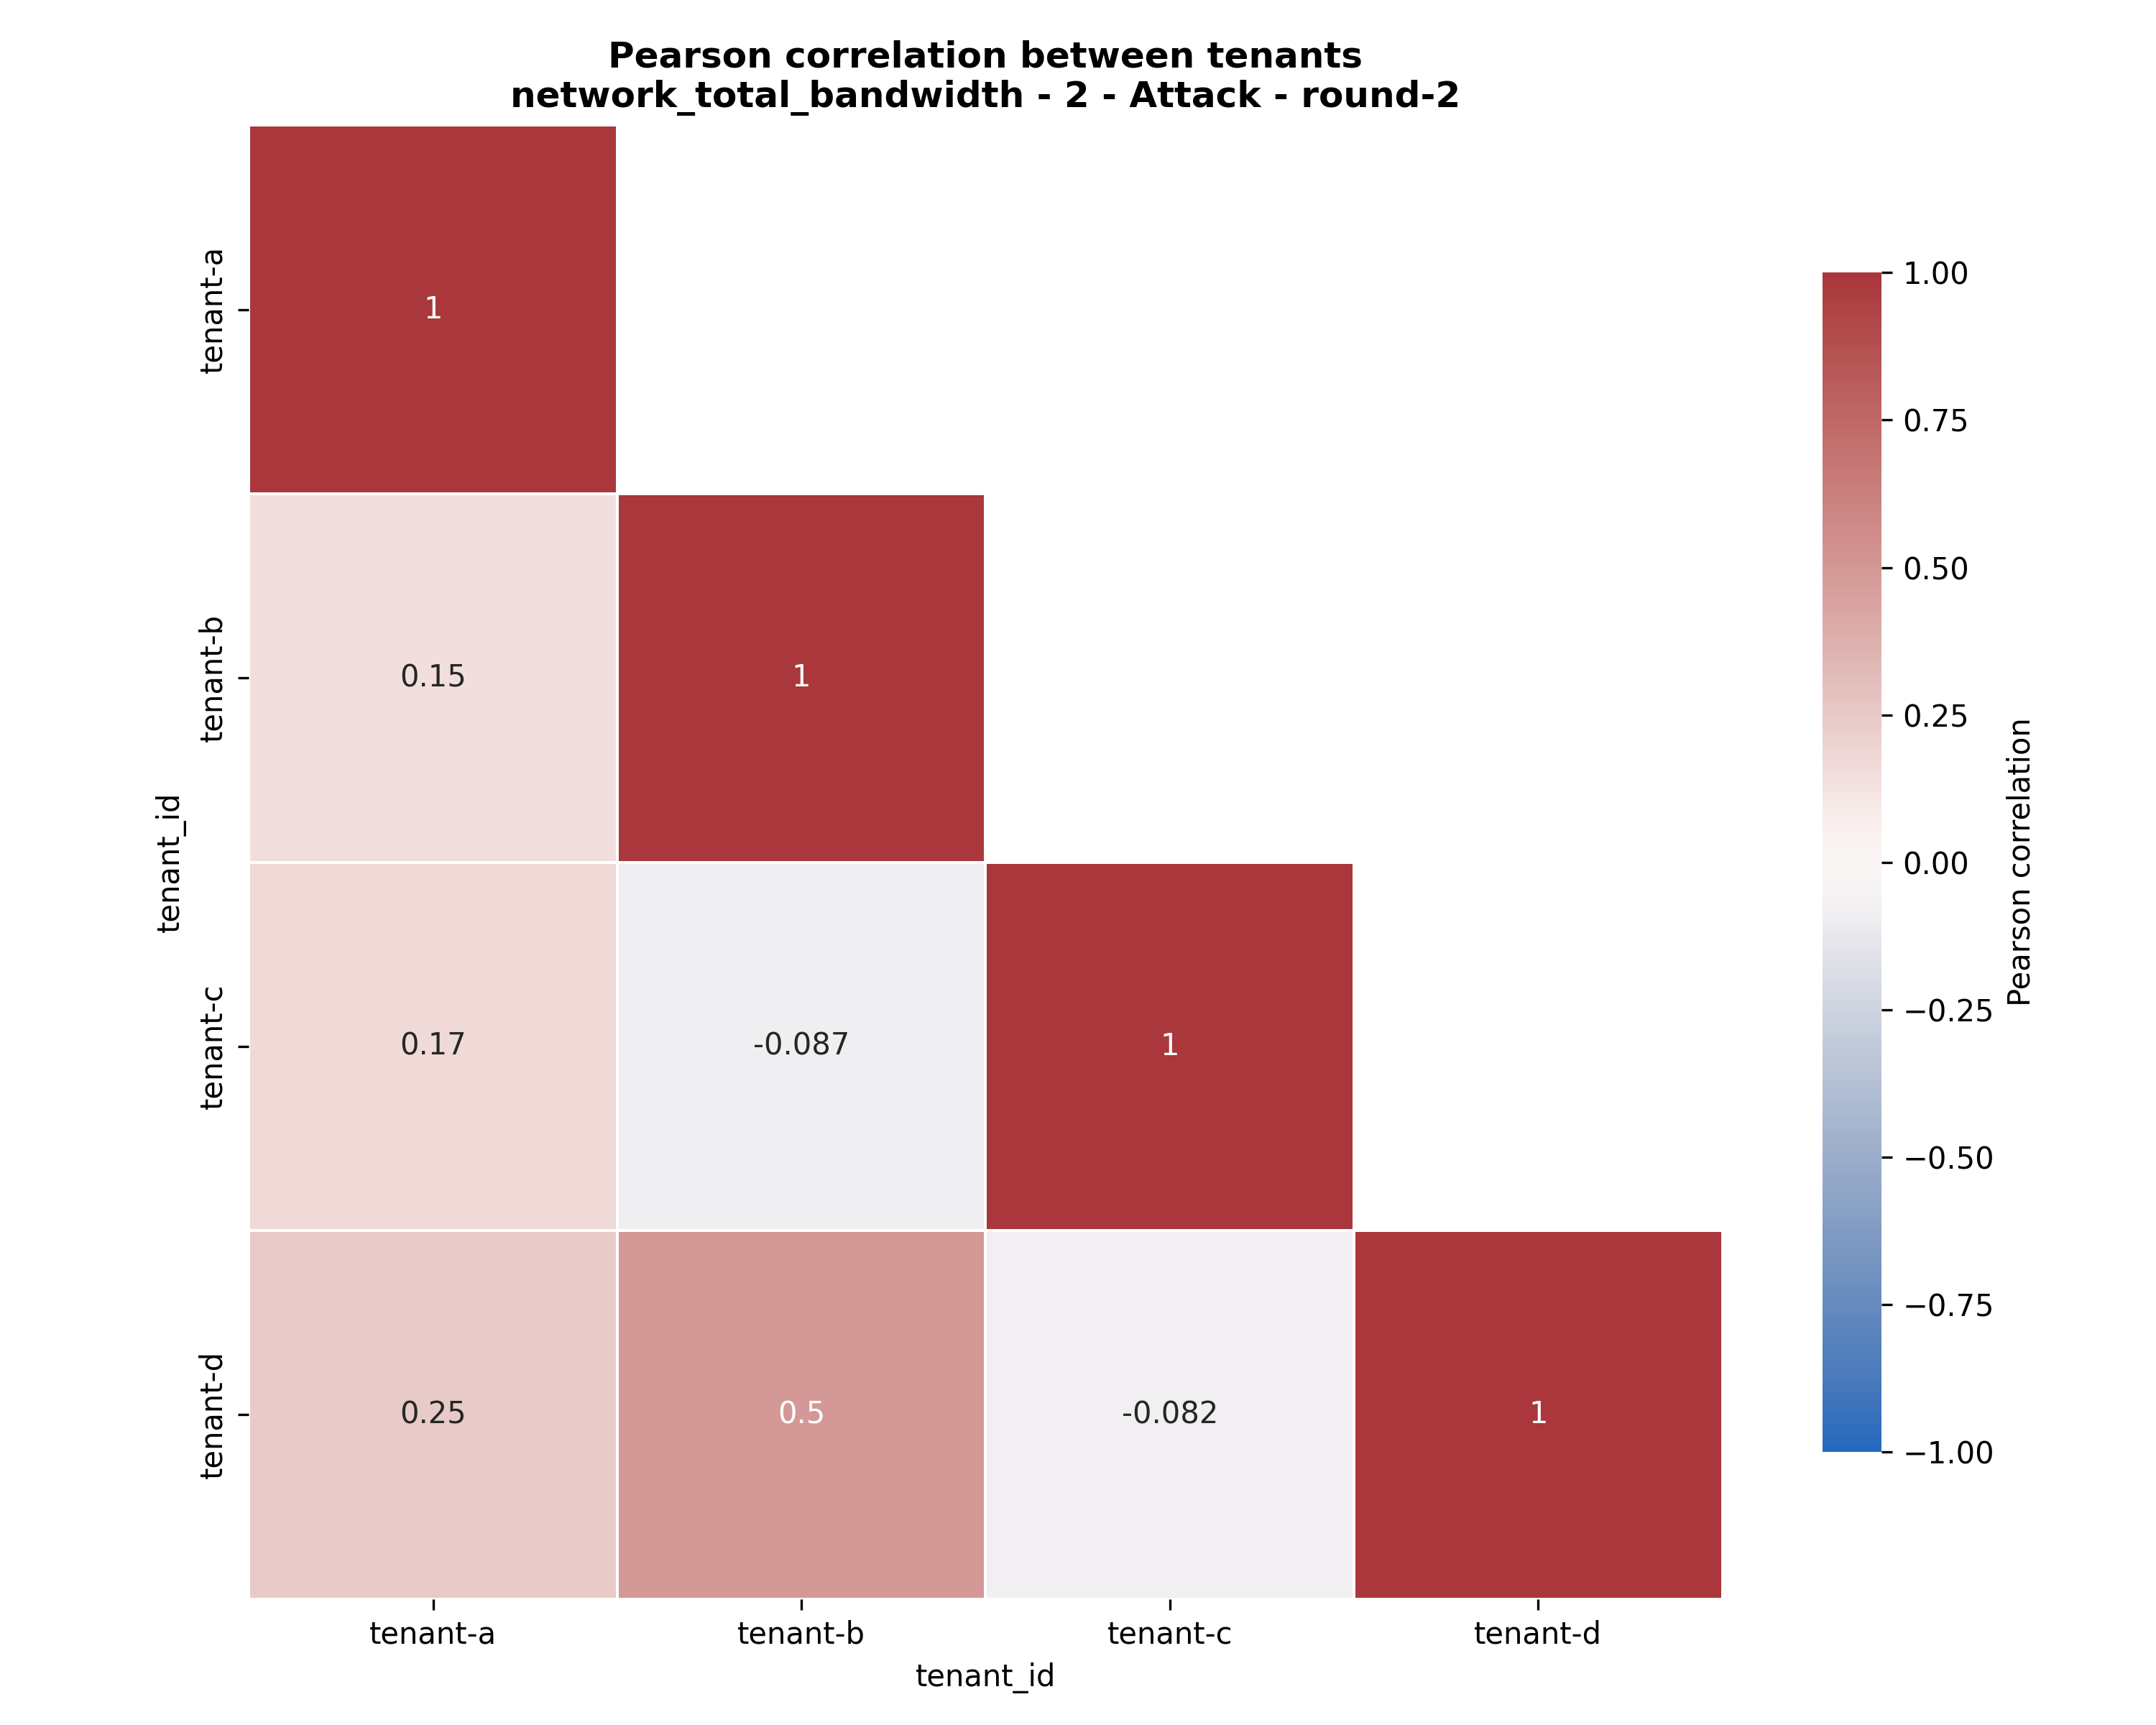 Pearson correlation between tenants
network_total_bandwidth - 2 - Attack - round-2
tenant-a
1
tenant-b
0.15
1
tenant-c
0.17
-0.087
1
tenant-d
0.25
0.5
-0.082
1
tenant-a
tenant-b
tenant-c
tenant-d
tenant_id
tenant_id
1.00
0.75
0.50
0.25
0.00
−0.25
−0.50
−0.75
−1.00
Pearson correlation